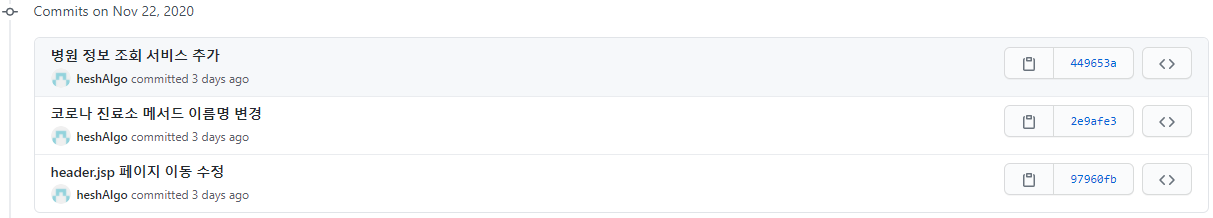 Commits on Nov 22, 2020
병원 정보 조회 서비스 추가
heshAlgo committed 3 days ago
449653a
코로나 진료소 메서드 이름명 변경
heshAlgo committed 3 days ago
2e9afe3
header.jsp 페이지 이동 수정
heshAlgo committed 3 days ago
97960fb